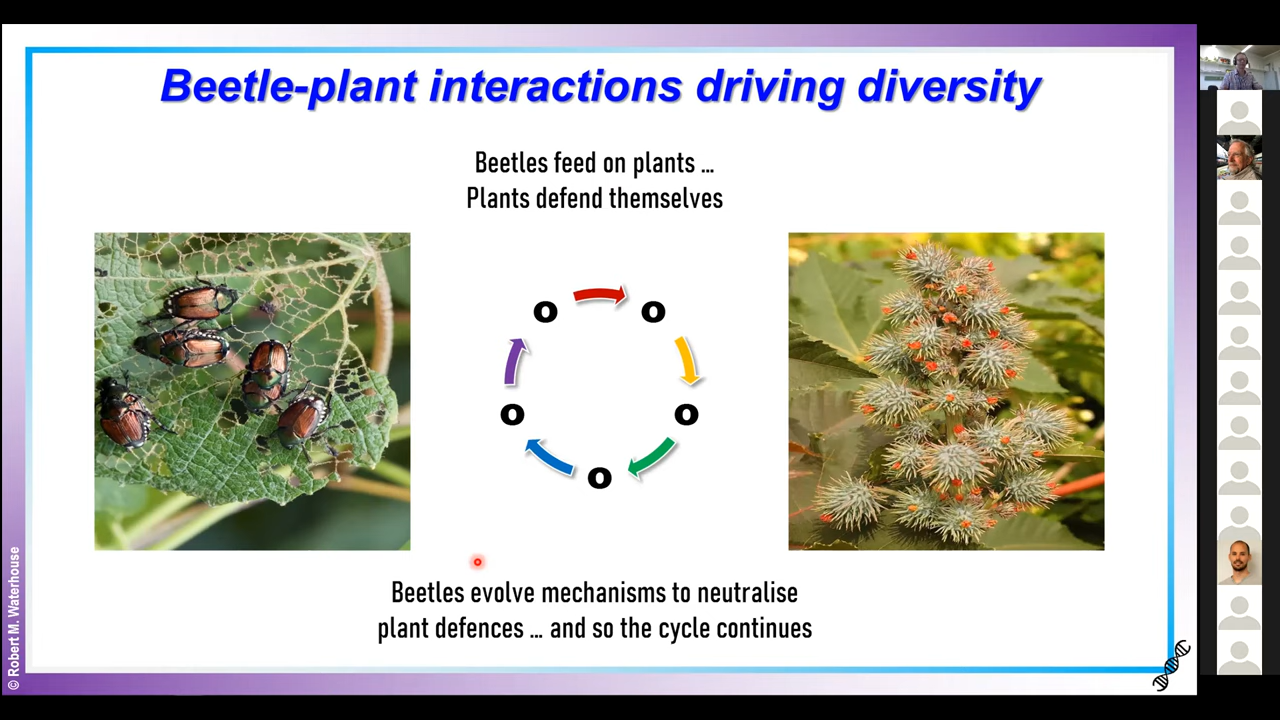 Beetle-plant interactions driving diversity
Beetles feed on plants ...
Plants defend themselves
o o
o o
o
Beetles evolve mechanisms to neutralise
plant defences ... and so the cycle continues
© Robert M. Waterhouse